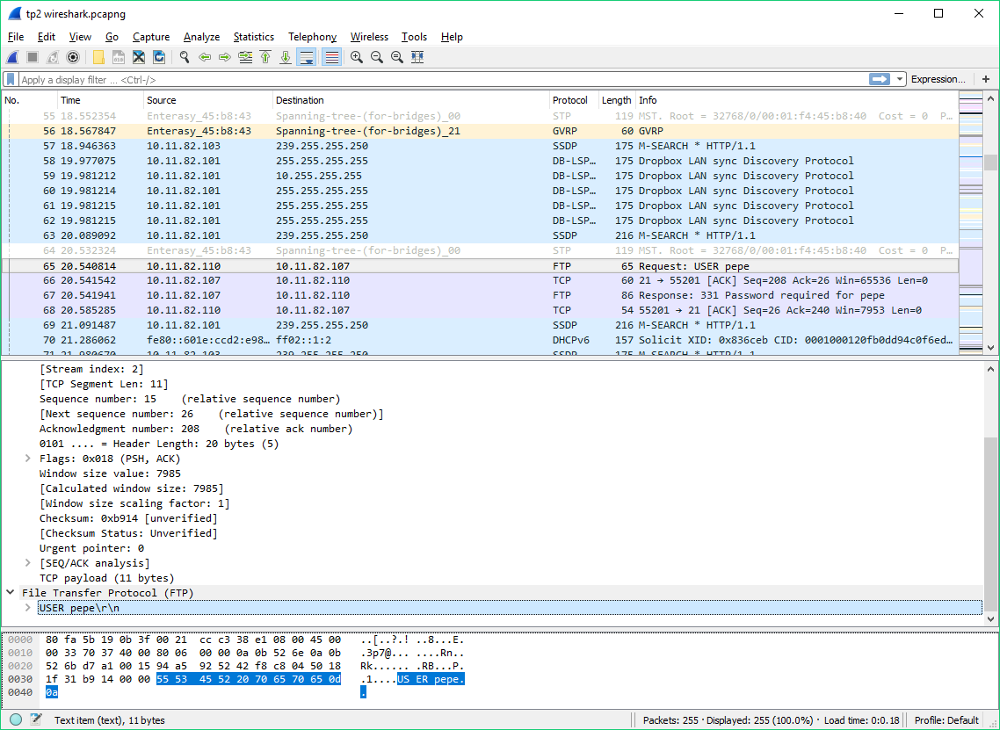 tp2 wireshark.pcapng
File Edit View Go Capture Analyze Statistics Telephony Wireless Tools Help
Apply a display filter ... <Ctrl-/> Expression... +
No. Time Source Destination Protocol Length Info
55 18.552354 Enterasy_45:b8:43 Spanning-tree-(for-bridges)_00 STP 119 MST. Root = 32768/0/00:01:f4:45:b8:40 Cost = 0 P...
56 18.567847 Enterasy_45:b8:43 Spanning-tree-(for-bridges)_21 GVRP 60 GVRP
57 18.946363 10.11.82.103 239.255.255.250 SSDP 175 M-SEARCH * HTTP/1.1
58 19.977075 10.11.82.101 255.255.255.255 DB-LSP... 175 Dropbox LAN sync Discovery Protocol
59 19.981212 10.11.82.101 10.255.255.255 DB-LSP... 175 Dropbox LAN sync Discovery Protocol
60 19.981214 10.11.82.101 255.255.255.255 DB-LSP... 175 Dropbox LAN sync Discovery Protocol
61 19.981215 10.11.82.101 255.255.255.255 DB-LSP... 175 Dropbox LAN sync Discovery Protocol
62 19.981215 10.11.82.101 255.255.255.255 DB-LSP... 175 Dropbox LAN sync Discovery Protocol
63 20.089092 10.11.82.101 239.255.255.250 SSDP 216 M-SEARCH * HTTP/1.1
64 20.532324 Enterasy_45:b8:43 Spanning-tree-(for-bridges)_00 STP 119 MST. Root = 32768/0/00:01:f4:45:b8:40 Cost = 0 P...
65 20.540814 10.11.82.110 10.11.82.107 FTP 65 Request: USER pepe
66 20.541542 10.11.82.107 10.11.82.110 TCP 60 21 → 55201 [ACK] Seq=208 Ack=26 Win=65536 Len=0
67 20.541941 10.11.82.107 10.11.82.110 FTP 86 Response: 331 Password required for pepe
68 20.585285 10.11.82.110 10.11.82.107 TCP 54 55201 → 21 [ACK] Seq=26 Ack=240 Win=7953 Len=0
69 21.091487 10.11.82.101 239.255.255.250 SSDP 216 M-SEARCH * HTTP/1.1
70 21.286062 fe80::601e:ccd2:e98... ff02::1:2 DHCPv6 157 Solicit XID: 0x836ceb CID: 0001000120fb0dd94c0f6ed...
71 21.980670 10.11.82.103 239.255.255.250 SSDP 175 M-SEARCH * HTTP/1.1
[Stream index: 2]
[TCP Segment Len: 11]
Sequence number: 15 (relative sequence number)
[Next sequence number: 26 (relative sequence number)]
Acknowledgment number: 208 (relative ack number)
0101 .... = Header Length: 20 bytes (5)
Flags: 0x018 (PSH, ACK)
Window size value: 7985
[Calculated window size: 7985]
[Window size scaling factor: 1]
Checksum: 0xb914 [unverified]
[Checksum Status: Unverified]
Urgent pointer: 0
[SEQ/ACK analysis]
TCP payload (11 bytes)
File Transfer Protocol (FTP)
USER pepe\r\n
0000 80 fa 5b 19 0b 3f 00 21 cc c3 38 e1 08 00 45 00 ..[..?.! ..8...E.
0010 00 33 70 37 40 00 80 06 00 00 0a 0b 52 6e 0a 0b .3p7@... ....Rn..
0020 52 6b d7 a1 00 15 94 a5 92 52 42 f8 c8 04 50 18 Rk...... .RB...P.
0030 1f 31 b9 14 00 00 55 53 45 52 20 70 65 70 65 0d .1....US ER pepe.
0040 0a .
Text item (text), 11 bytes Packets: 255 · Displayed: 255 (100.0%) · Load time: 0:0.18 Profile: Default